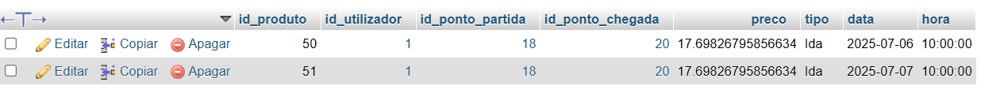 ←T→ id_produto id_utilizador id_ponto_partida id_ponto_chegada preco tipo data hora
Editar Copiar Apagar 50 1 18 20 17.69826795856634 Ida 2025-07-06 10:00:00
Editar Copiar Apagar 51 1 18 20 17.69826795856634 Ida 2025-07-07 10:00:00